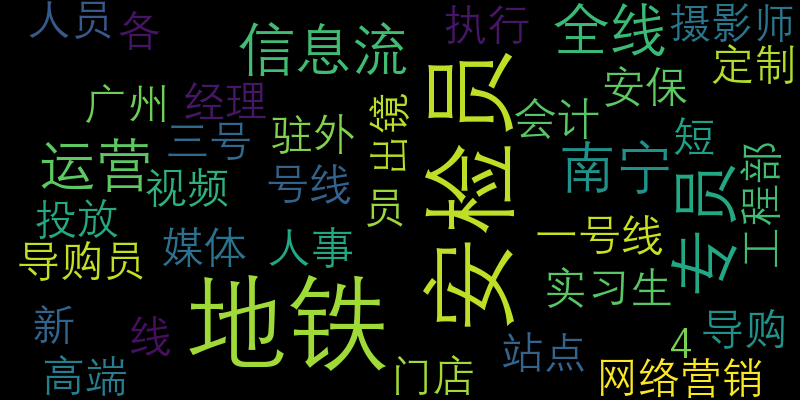 人员
各
信息流
执行
全线
摄影师
定制
广州
经理
三号
驻外
出镜
安检员
会计
安保
短
运营
视频
号线
员
南宁
专员
工程部
投放
导购员
媒体
人事
一号线
实习生
地铁
新
线
高端
门店
站点
4
导购
网络营销